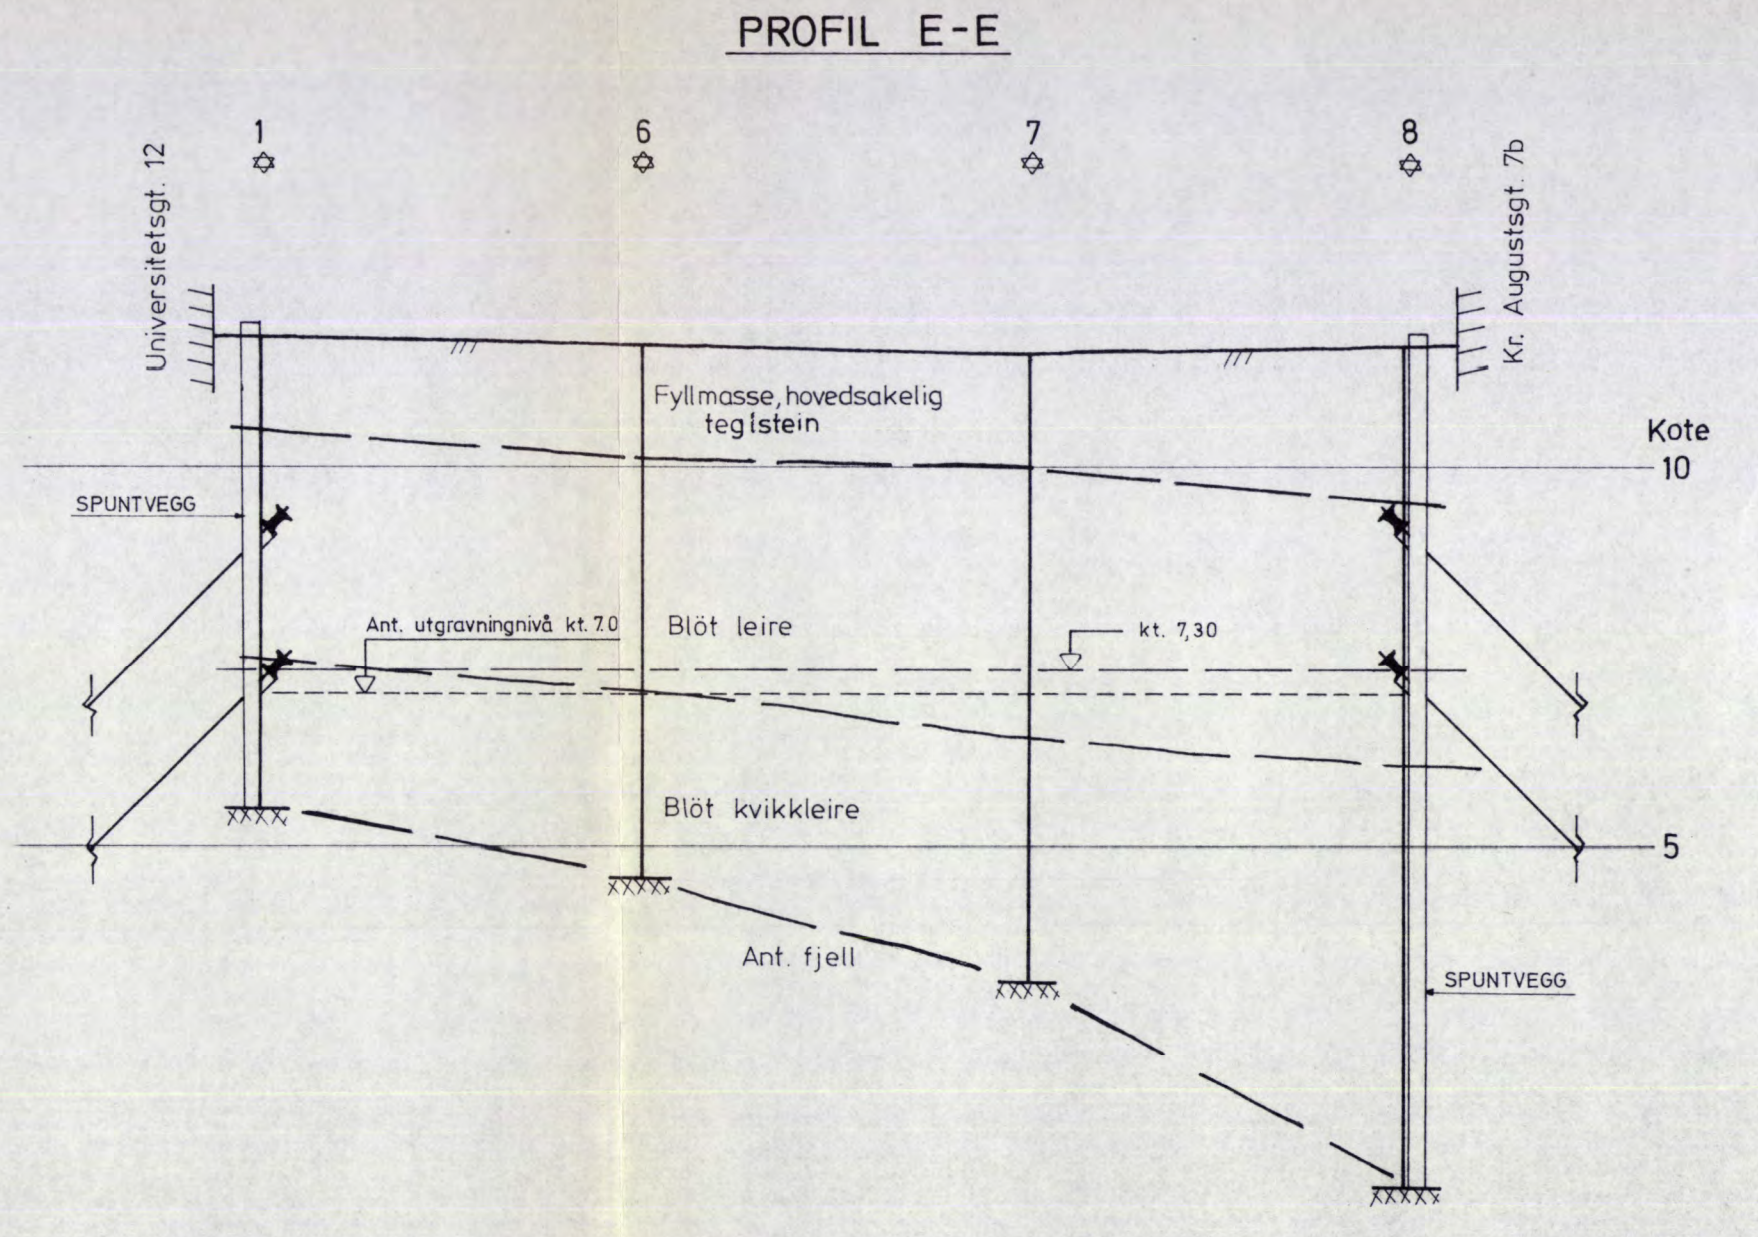 PROFIL E-E
1
6
7
8
Universitetsgt. 12
Kr. Augustsgt. 7b
Fyllmasse, hovedsakelig
teglstein
Kote
10
SPUNTVEGG
Ant. utgravningnivå kt. 7.0
Blöt leire
kt. 7,30
Blöt kvikkleire
5
Ant. fjell
SPUNTVEGG